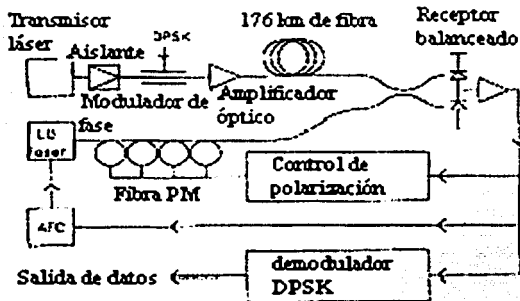 Transmisor
láser
Aislante
DPSK
176 km de fibra
Receptor
balanceado
Modulador de
fase
Amplificador
óptico
LO
laser
Fibra PM
Control de
polarización
AFC
Salida de datos
demodulador
DPSK